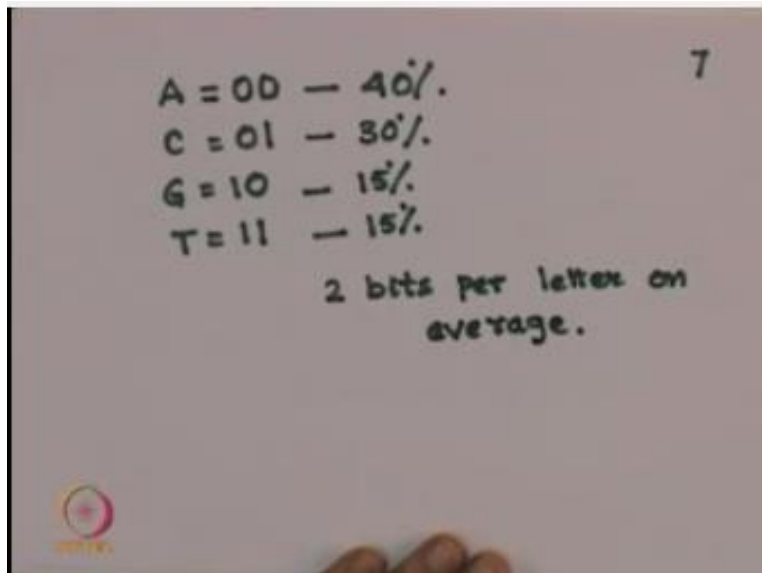 7
A = 00 — 40%.
C = 01 — 30%.
G = 10 — 15%.
T = 11 — 15%.
2 bits per letter on
average.